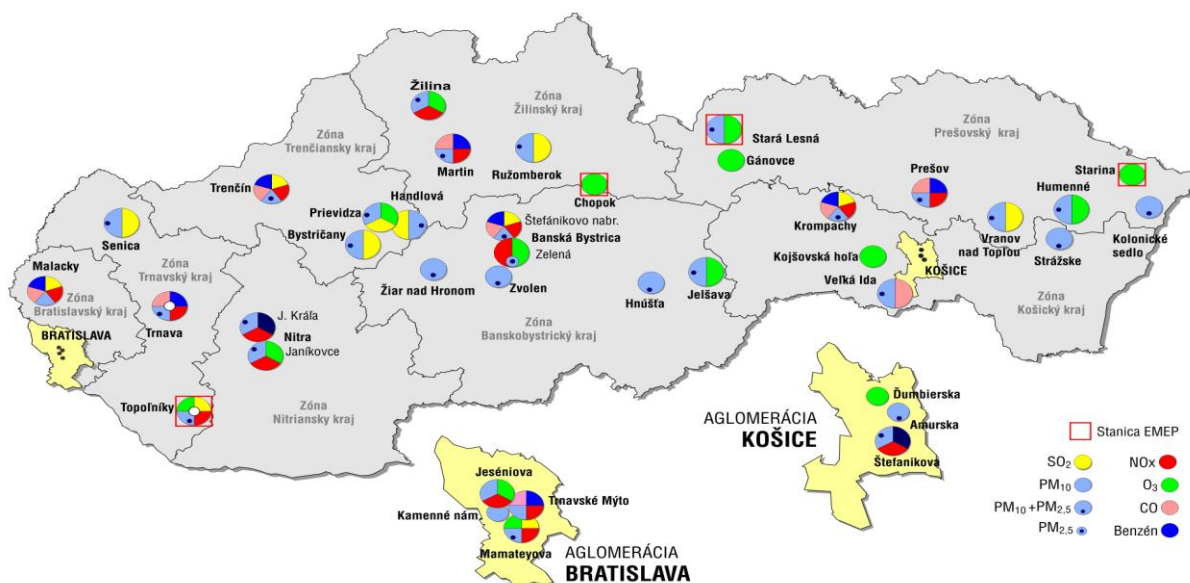 Žilina
Zóna
Žilinský kraj
Zóna
Trenčiansky kraj
Martin
Ružomberok
Stará Lesná
Gánovce
Zóna
Prešovský kraj
Starina
Trenčín
Handlová
Prievidza
Chopok
Prešov
Humenné
Štefánikovo nabr.
Banská Bystrica
Zelená
Krompachy
Senica
Bystričany
Vranov
nad Topľou
Kolonické
sedlo
Strážske
Malacky
Zóna
Trnavský kraj
Žiar nad Hronom
Zvolen
Hnúšťa
Jelšava
Kojšovská hoľa
KOŠICE
Veľká Ida
Zóna
Bratislavský kraj
Trnava
J. Kráľa
Nitra
Janíkovce
Zóna
Banskobystrický kraj
Zóna
Košický kraj
BRATISLAVA
Topoľníky
Zóna
Nitriansky kraj
AGLOMERÁCIA
KOŠICE
Ďumbierska
Amurska
Štefanikova
Jeséniova
Trnavské Mýto
Kamenné nám.
Mamateyova
AGLOMERÁCIA
BRATISLAVA
Stanica EMEP
SO2 NOx
PM10 O3
PM10 +PM2,5 CO
PM2,5 Benzén